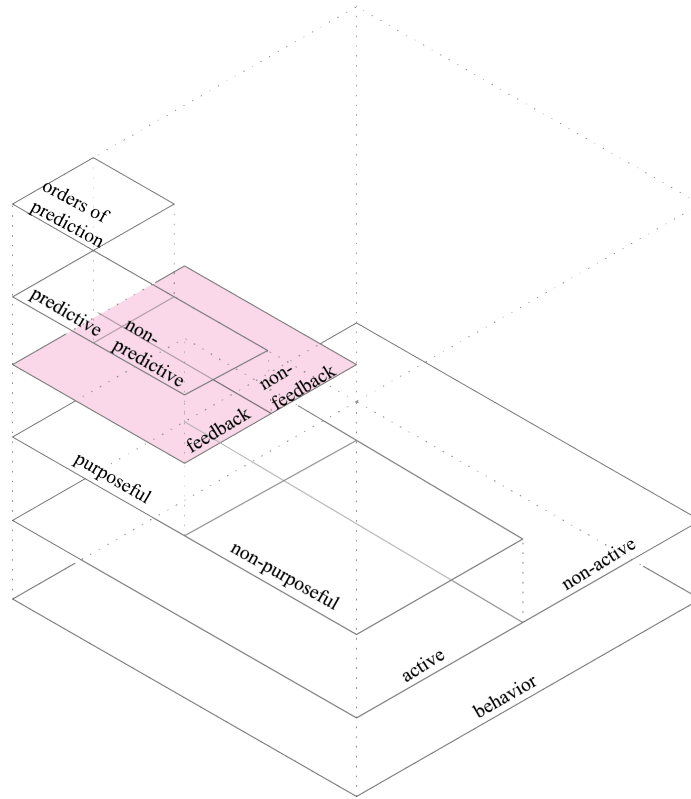 orders of
prediction
predictive
non-
predictive
non-
feedback
feedback
purposeful
non-purposeful
non-active
active
behavior